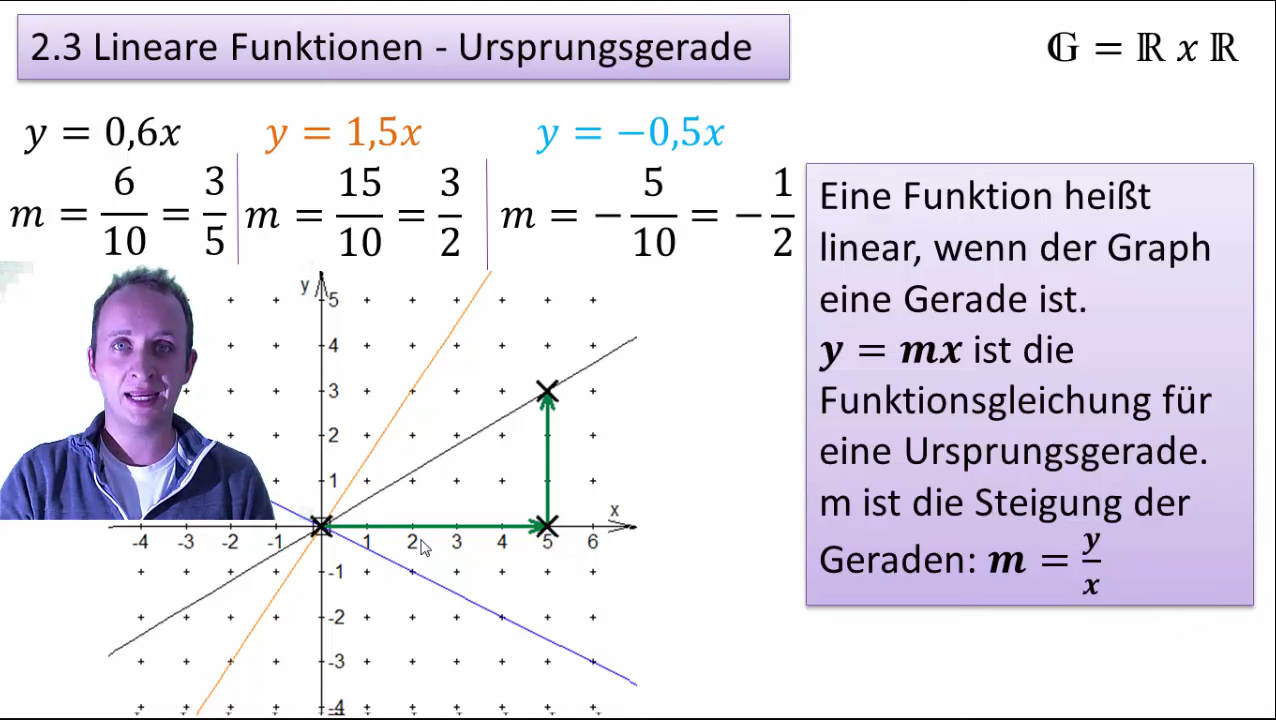 2.3 Lineare Funktionen - Ursprungsgerade
𝔾 = ℝ x ℝ
y = 0,6x
y = 1,5x
y = −0,5x
m = 6/10 = 3/5
m = 15/10 = 3/2
m = −5/10 = −1/2
Eine Funktion heißt
linear, wenn der Graph
eine Gerade ist.
y = mx ist die
Funktionsgleichung für
eine Ursprungsgerade.
m ist die Steigung der
Geraden: m = y/x
y
5
4
3
2
1
x
-4 -3 -2 -1 1 2 3 4 5 6
-1
-2
-3
-4